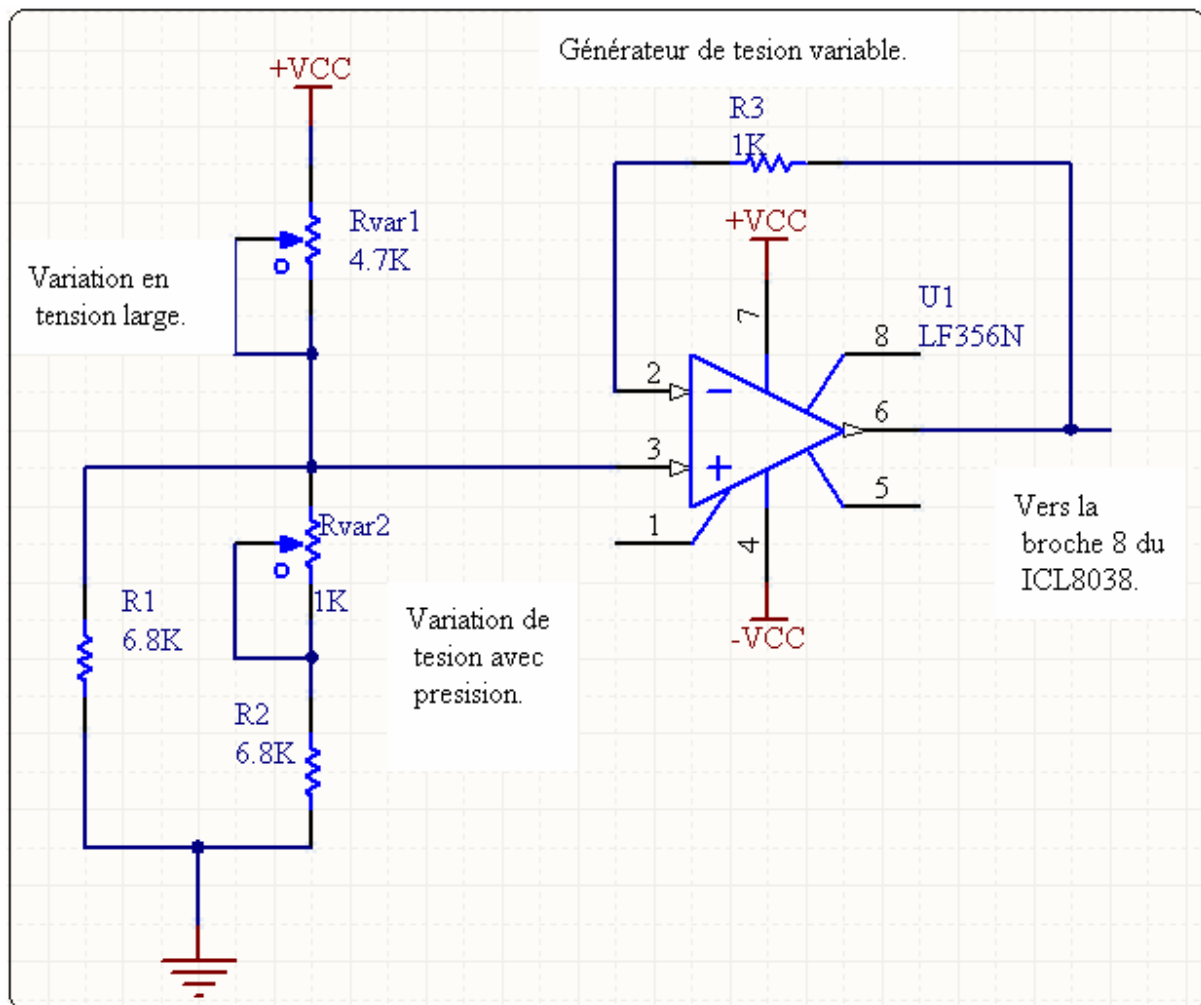 Générateur de tesion variable.
+VCC
R3
1K
Rvar1
4.7K
+VCC
Variation en
tension large.
7
U1
LF356N
8
2
6
3
5
1
4
Rvar2
1K
Vers la
broche 8 du
ICL8038.
R1
6.8K
Variation de
tesion avec
presision.
-VCC
R2
6.8K